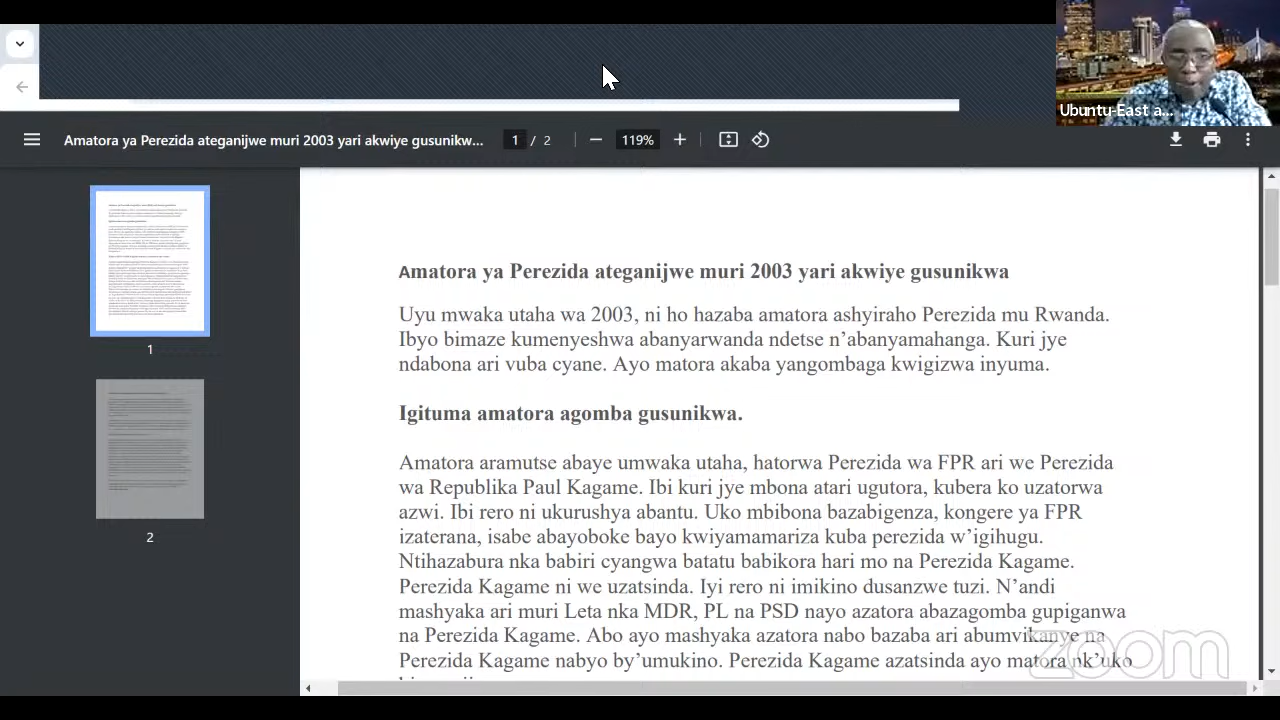 Ubuntu-East a...
Amatora ya Perezida ateganijwe muri 2003 yari akwiye gusunikw...
1 / 2
119%
1
2
Amatora ya Perezida ateganijwe muri 2003 yari akwiye gusunikwa
Uyu mwaka utaha wa 2003, ni ho hazaba amatora ashyiraho Perezida mu Rwanda.
Ibyo bimaze kumenyeshwa abanyarwanda ndetse n’abanyamahanga. Kuri jye
ndabona ari vuba cyane. Ayo matora akaba yangombaga kwigizwa inyuma.
Igituma amatora agomba gusunikwa.
Amatora aramutse abaye umwaka utaha, hatorwa Perezida wa FPR ari we Perezida
wa Republika Paul Kagame. Ibi kuri jye mbona atari ugutora, kubera ko uzatorwa
azwi. Ibi rero ni ukurushya abantu. Uko mbibona bazabigenza, kongere ya FPR
izaterana, isabe abayoboke bayo kwiyamamariza kuba perezida w’igihugu.
Ntihazabura nka babiri cyangwa batatu babikora hari mo na Perezida Kagame.
Perezida Kagame ni we uzatsinda. Iyi rero ni imikino dusanzwe tuzi. N’andi
mashyaka ari muri Leta nka MDR, PL na PSD nayo azatora abazagomba gupiganwa
na Perezida Kagame. Abo ayo mashyaka azatora nabo bazaba ari abumvikanye na
Perezida Kagame nabyo by’umukino. Perezida Kagame azatsinda ayo matora nk’uko
zoom